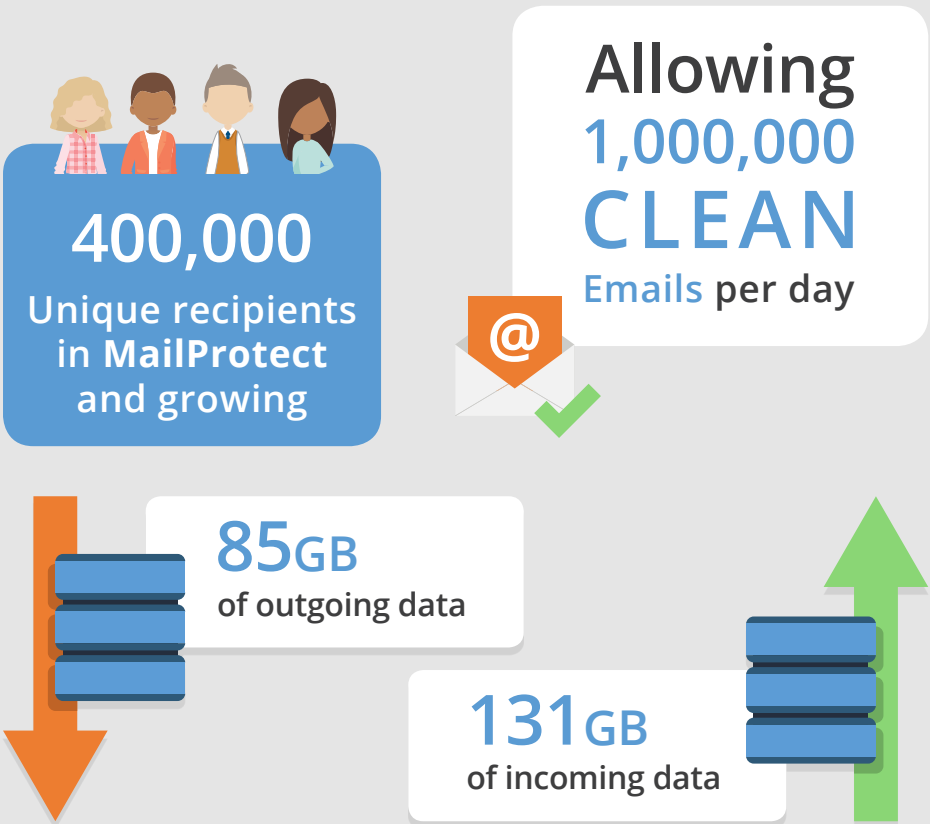 400,000
Unique recipients
in MailProtect
and growing
Allowing
1,000,000
CLEAN
Emails per day
@
85GB
of outgoing data
131GB
of incoming data